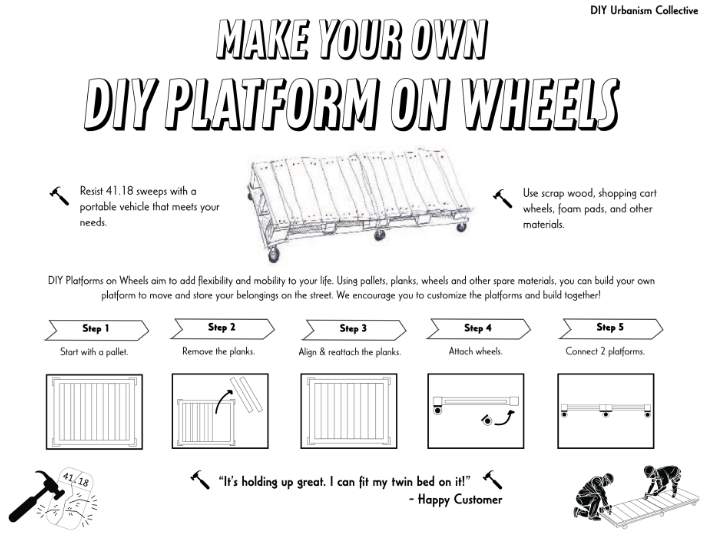 DIY Urbanism Collective
MAKE YOUR OWN
DIY PLATFORM ON WHEELS
Resist 41.18 sweeps with a
portable vehicle that meets your
needs.
Use scrap wood, shopping cart
wheels, foam pads, and other
materials.
DIY Platforms on Wheels aim to add flexibility and mobility to your life. Using pallets, planks, wheels and other spare materials, you can build your own
platform to move and store your belongings on the street. We encourage you to customize the platforms and build together!
Step 1
Start with a pallet.
Step 2
Remove the planks.
Step 3
Align & reattach the planks.
Step 4
Attach wheels.
Step 5
Connect 2 platforms.
41.18
"It's holding up great. I can fit my twin bed on it!"
- Happy Customer